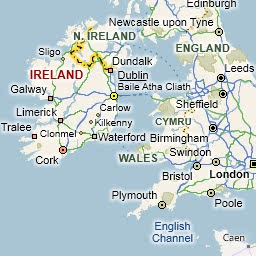 Edinburgh
Newcastle upon Tyne
N. IRELAND
Sligo
ENGLAND
Dundalk
IRELAND
Dublin
Leeds
Baile Átha Cliath
Galway
Carlow
Sheffield
Limerick
CYMRU
Kilkenny
Tralee
Clonmel
Waterford
Birmingham
Cork
WALES
Swindon
London
Bristol
Plymouth
Poole
English
Channel
Caen